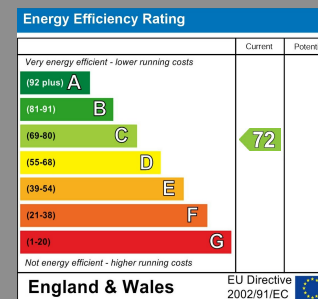 Energy Efficiency Rating
Current Potent
Very energy efficient - lower running costs
(92 plus) A
(81-91) B
(69-80) C 72
(55-68) D
(39-54) E
(21-38) F
(1-20) G
Not energy efficient - higher running costs
England & Wales
EU Directive
2002/91/EC